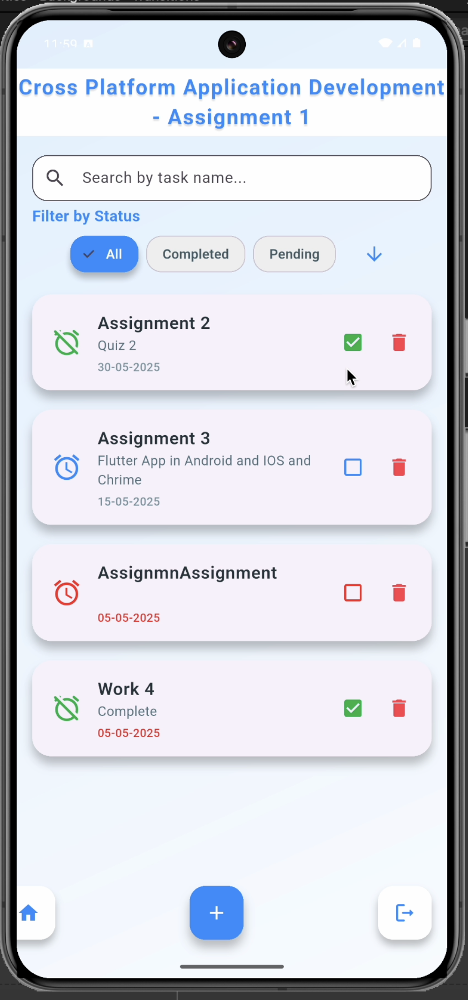 Backgrounds Transitions
11:59 A
Cross Platform Application Development
- Assignment 1
Search by task name...
Filter by Status
All
Completed
Pending
Assignment 2
Quiz 2
30-05-2025
Assignment 3
Flutter App in Android and IOS and
Chrime
15-05-2025
AssignmnAssignment
05-05-2025
Work 4
Complete
05-05-2025